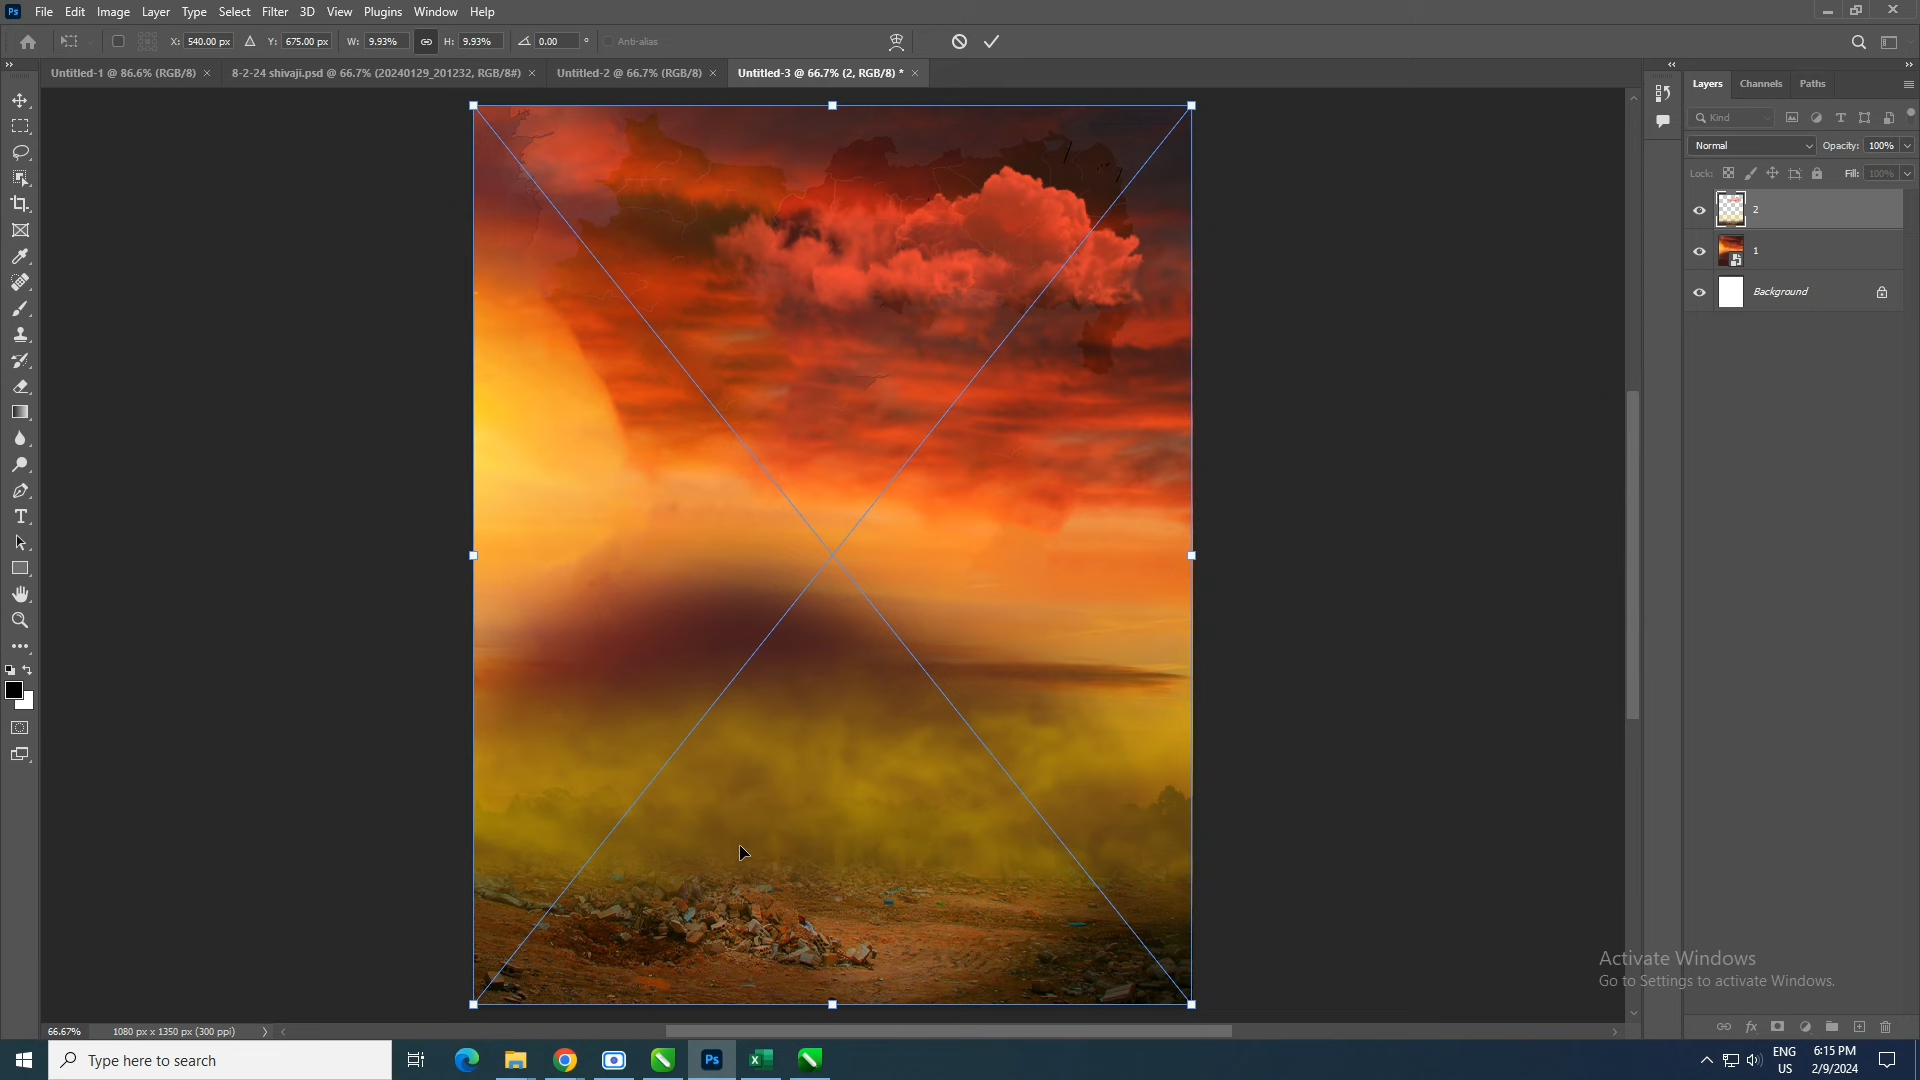 Ps File Edit Image Layer Type Select Filter 3D View Plugins Window Help
X: 540.00 px Y: 675.00 px W: 9.93% H: 9.93% 0.00 ° Anti-alias
Untitled-1 @ 86.6% (RGB/8) × 8-2-24 shivaji.psd @ 66.7% (20240129_201232, RGB/8#) × Untitled-2 @ 66.7% (RGB/8) × Untitled-3 @ 66.7% (2, RGB/8) * ×
Layers Channels Paths
Kind
Normal Opacity: 100%
Lock: Fill: 100%
2
1
Background
Activate Windows
Go to Settings to activate Windows.
66.67% 1080 px x 1350 px (300 ppi)
Type here to search
Ps
ENG
US
6:15 PM
2/9/2024